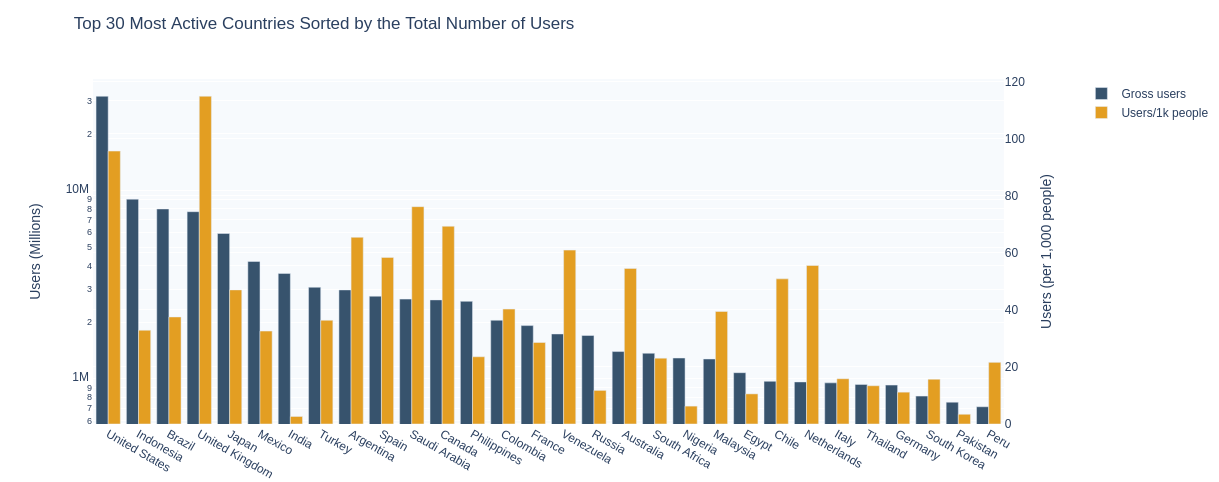 Top 30 Most Active Countries Sorted by the Total Number of Users
Gross users
Users/1k people
Users (Millions)
3
2
10M
9
8
7
6
5
4
3
2
1M
9
8
7
6
120
100
80
60
40
20
0
Users (per 1,000 people)
United States
Indonesia
Brazil
United Kingdom
Japan
Mexico
India
Turkey
Argentina
Spain
Saudi Arabia
Canada
Philippines
Colombia
France
Venezuela
Russia
Australia
South Africa
Nigeria
Malaysia
Egypt
Chile
Netherlands
Italy
Thailand
Germany
South Korea
Pakistan
Peru